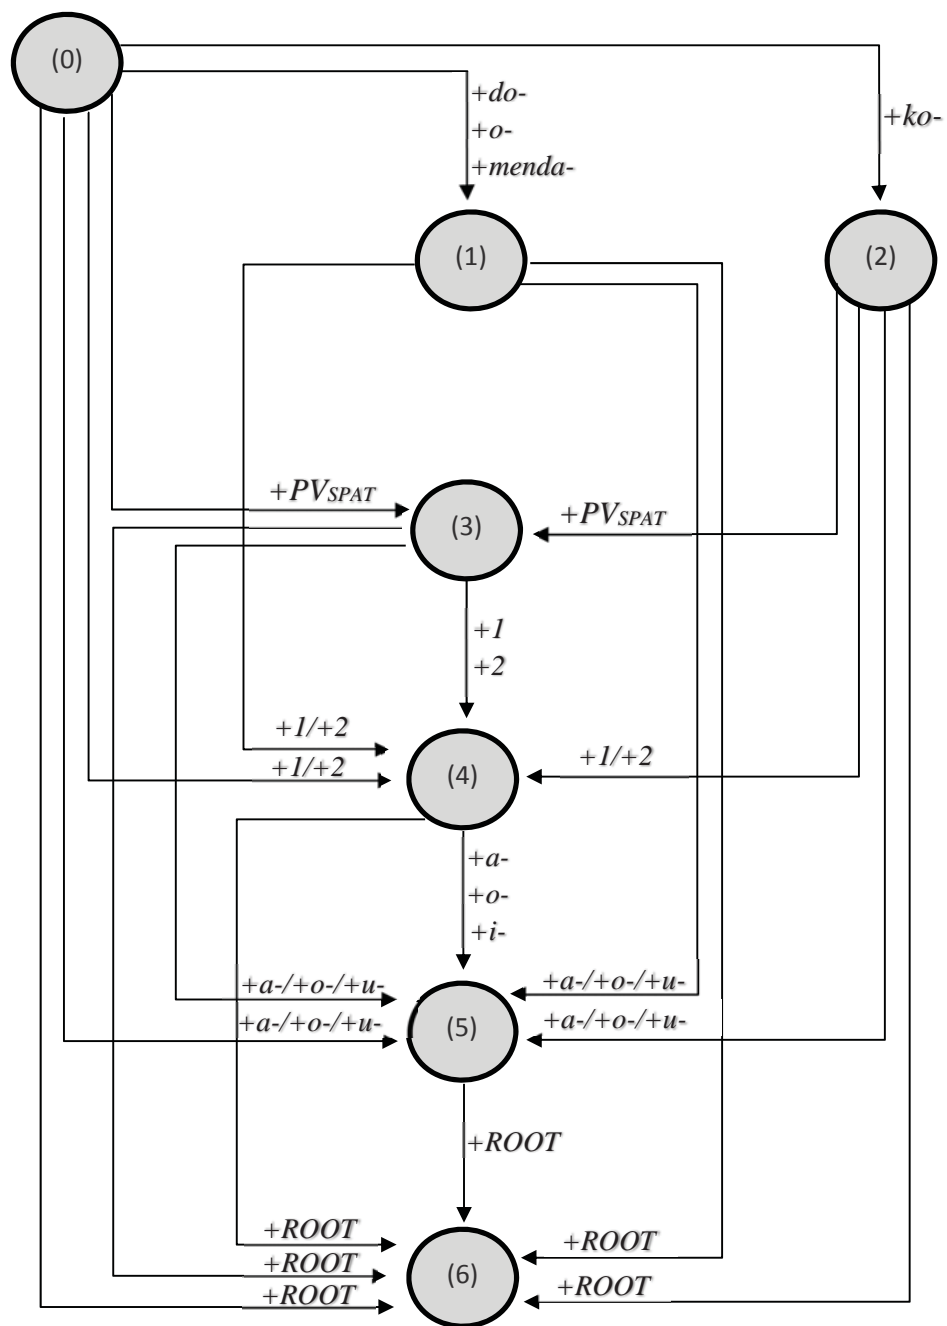 (0)
+do-
+o-
+menda-
+ko-
(1)
(2)
+PVSPAT
(3)
+PVSPAT
+1
+2
+1/+2
+1/+2
(4)
+1/+2
+a-
+o-
+i-
+a-/+o-/+u-
+a-/+o-/+u-
+a-/+o-/+u-
+a-/+o-/+u-
(5)
+ROOT
+ROOT
+ROOT
+ROOT
(6)
+ROOT
+ROOT